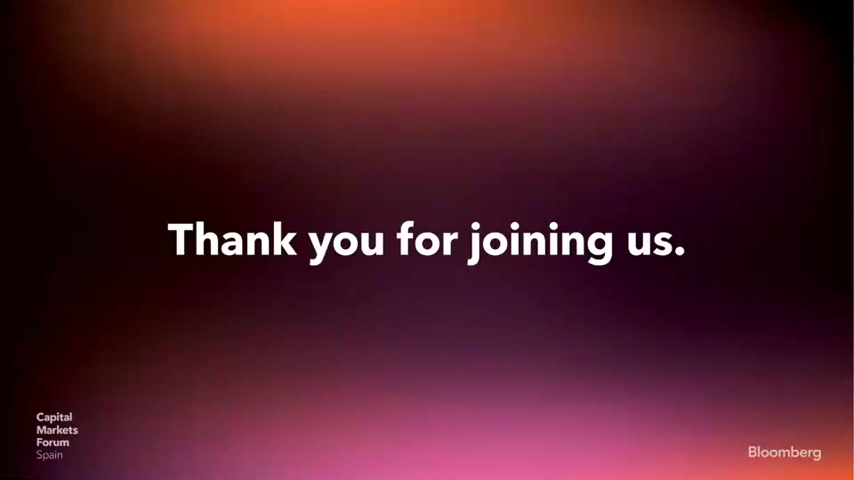 Thank you for joining us.
Capital
Markets
Forum
Spain
Bloomberg